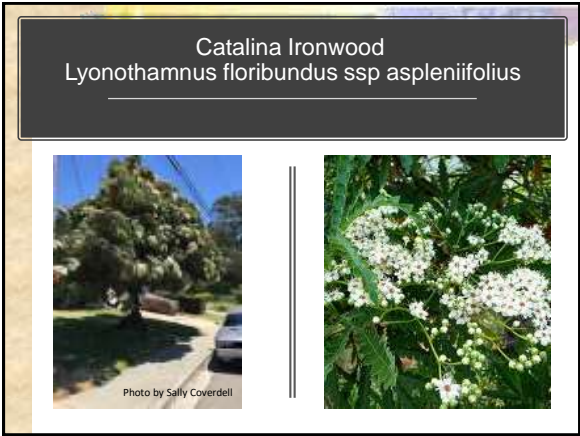 Catalina Ironwood
Lyonothamnus floribundus ssp aspleniifolius
Photo by Sally Coverdell